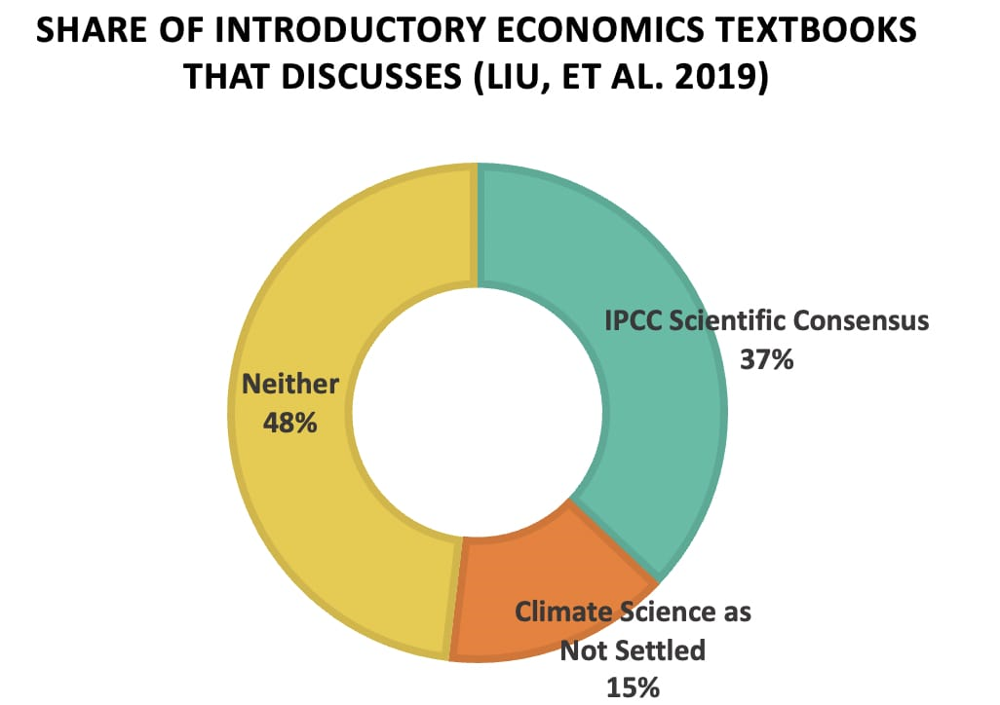 SHARE OF INTRODUCTORY ECONOMICS TEXTBOOKS
THAT DISCUSSES (LIU, ET AL. 2019)
IPCC Scientific Consensus
37%
Neither
48%
Climate Science as
Not Settled
15%